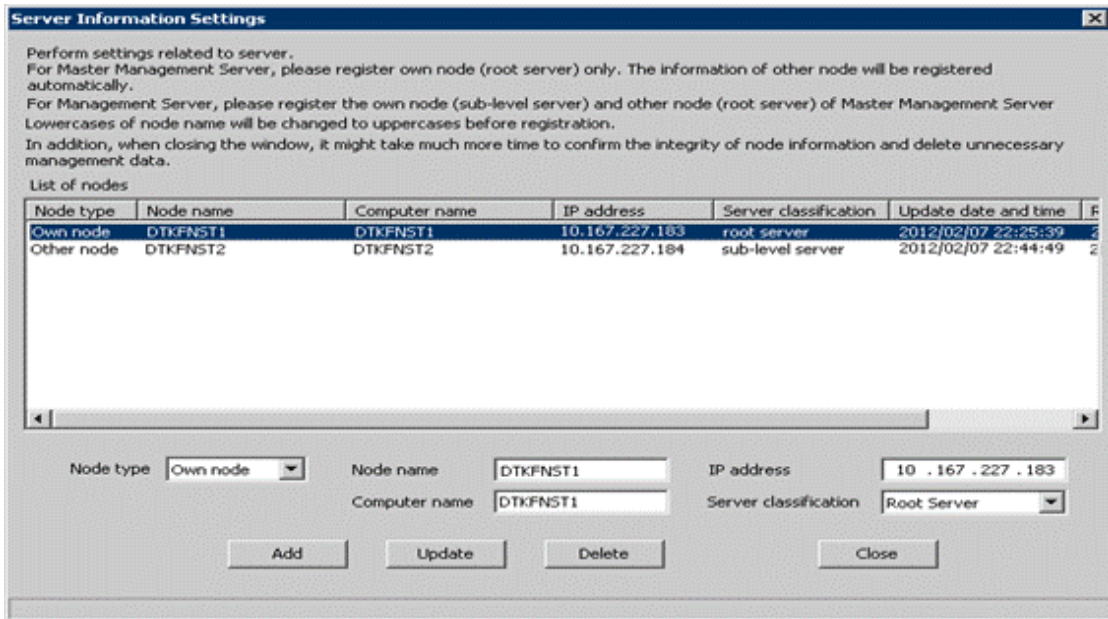 Server Information Settings
Perform settings related to server.
For Master Management Server, please register own node (root server) only. The information of other node will be registered
automatically.
For Management Server, please register the own node (sub-level server) and other node (root server) of Master Management Server
Lowercases of node name will be changed to uppercases before registration.
In addition, when closing the window, it might take much more time to confirm the integrity of node information and delete unnecessary
management data.
List of nodes
Node type Node name Computer name IP address Server classification Update date and time
Own node DTKFNST1 DTKFNST1 10.167.227.183 root server 2012/02/07 22:25:39 2
Other node DTKFNST2 DTKFNST2 10.167.227.184 sub-level server 2012/02/07 22:44:49 2
Node type Own node Node name DTKFNST1 IP address 10 .167 .227 .183
Computer name DTKFNST1 Server classification Root Server
Add Update Delete Close